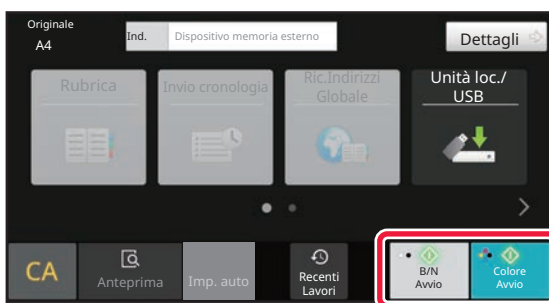 Originale
A4
Ind.
Dispositivo memoria esterno
Dettagli
Rubrica
Invio cronologia
Ric.Indirizzi
Globale
Unità loc./
USB
CA
Anteprima
Imp. auto
Recenti
Lavori
B/N
Avvio
Colore
Avvio